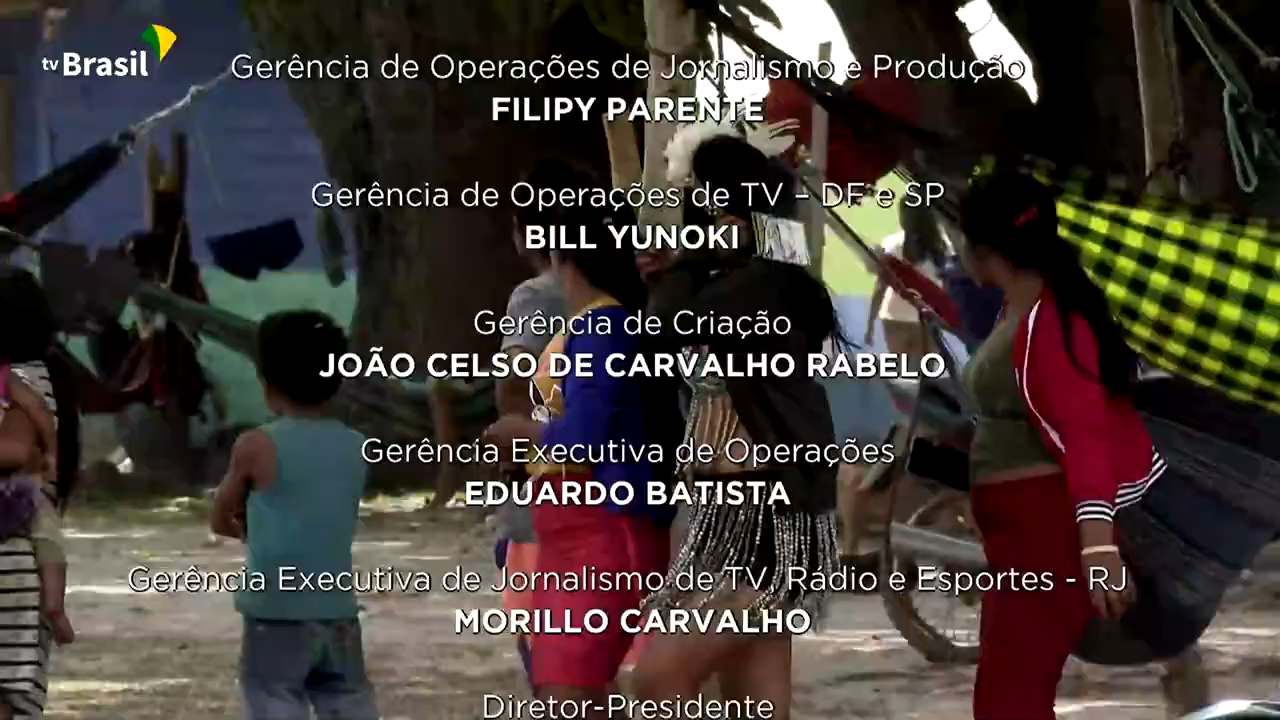 tv Brasil
Gerência de Operações de Jornalismo e Produção
FILIPY PARENTE
Gerência de Operações de TV – DF e SP
BILL YUNOKI
Gerência de Criação
JOÃO CELSO DE CARVALHO RABELO
Gerência Executiva de Operações
EDUARDO BATISTA
Gerência Executiva de Jornalismo de TV, Rádio e Esportes - RJ
MORILLO CARVALHO
Diretor-Presidente